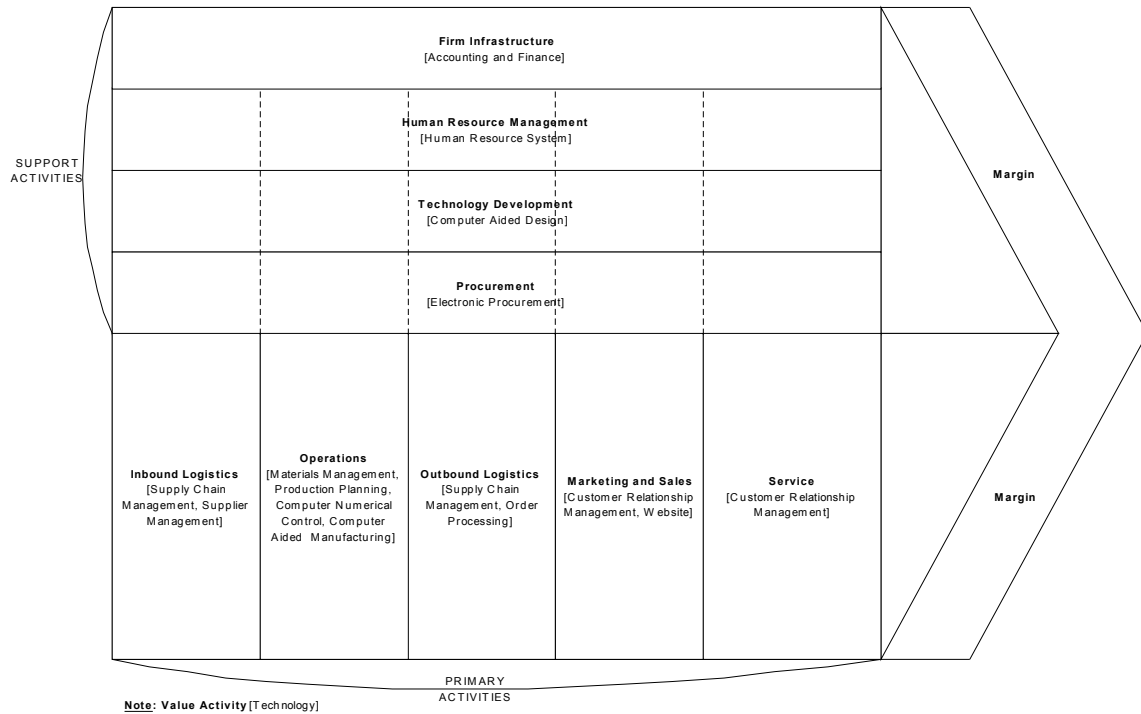 Firm Infrastructure
[Accounting and Finance]
Human Resource Management
[Human Resource System]
SUPPORT
ACTIVITIES
Margin
Technology Development
[Computer Aided Design]
Procurement
[Electronic Procurement]
Inbound Logistics
[Supply Chain
Management, Supplier
Management]
Operations
[Materials Management,
Production Planning,
Computer Numerical
Control, Computer
Aided Manufacturing]
Outbound Logistics
[Supply Chain
Management, Order
Processing]
Marketing and Sales
[Customer Relationship
Management, Website]
Service
[Customer Relationship
Management]
Margin
PRIMARY
ACTIVITIES
Note: Value Activity [Technology]